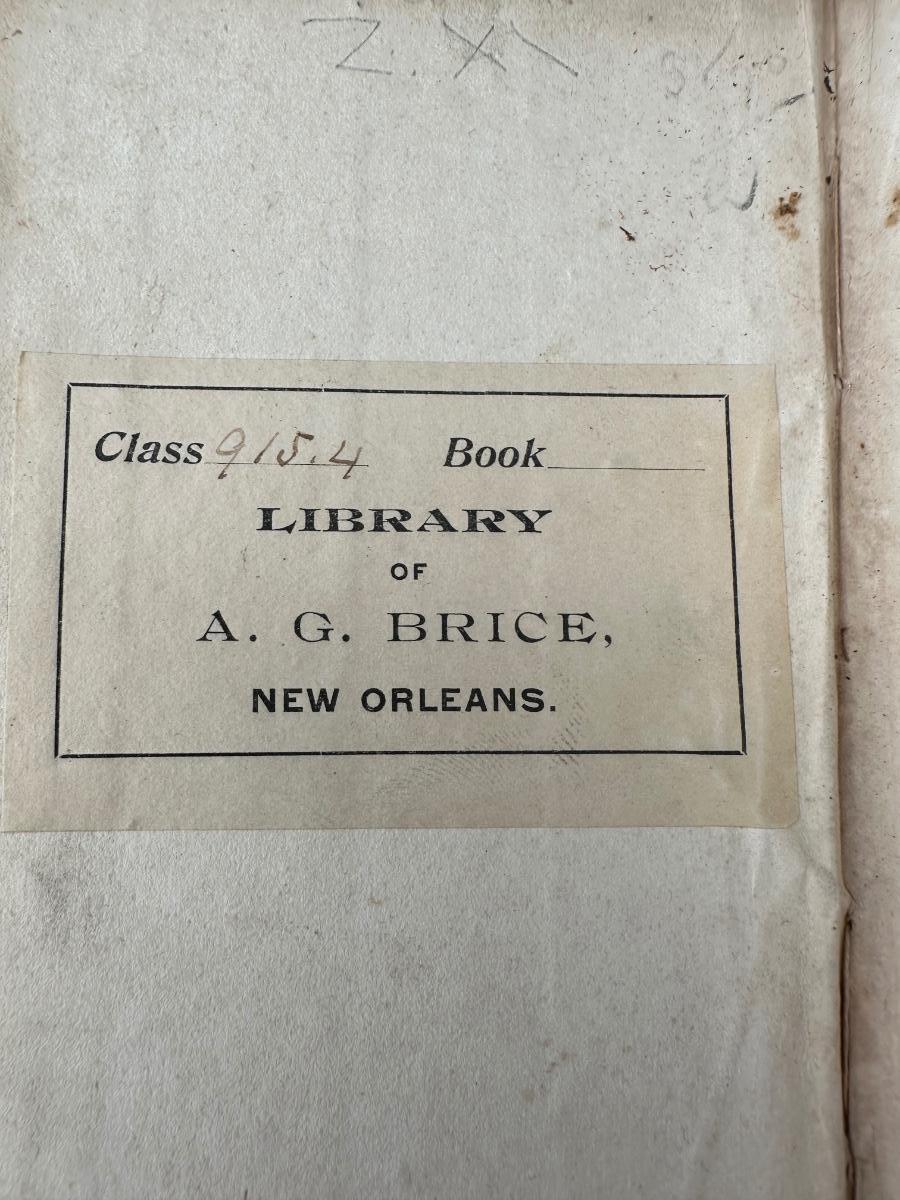 Z. X
Class 915.4 Book
LIBRARY
OF
A. G. BRICE,
NEW ORLEANS.